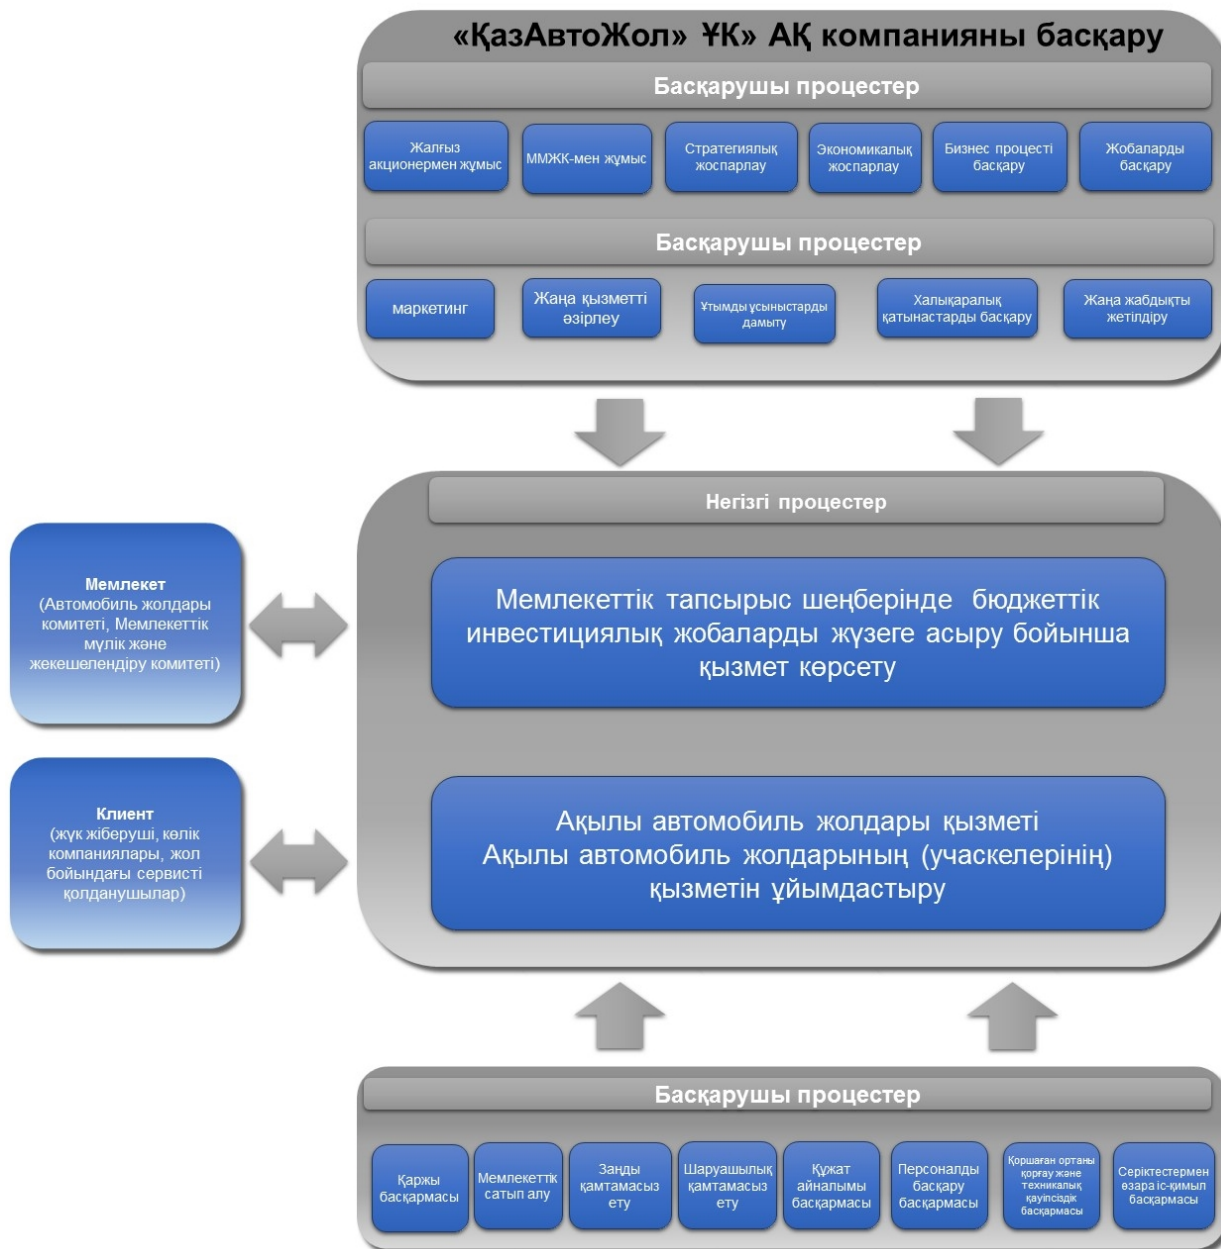 «ҚазАвтоЖол» ҰК» АҚ компанияны басқару
Басқарушы процестер
Жалғыз
акционермен жұмыс
ММЖК-мен жұмыс
Стратегиялық
жоспарлау
Экономикалық
жоспарлау
Бизнес процесті
басқару
Жобаларды
басқару
Басқарушы процестер
маркетинг
Жаңа қызметті
әзірлеу
Ұтымды ұсыныстарды
дамыту
Халықаралық
қатынастарды басқару
Жаңа жабдықты
жетілдіру
Негізгі процестер
Мемлекет
(Автомобиль жолдары
комитеті, Мемлекеттік
мүлік және
жекешелендіру комитеті)
Мемлекеттік тапсырыс шеңберінде бюджеттік
инвестициялық жобаларды жүзеге асыру бойынша
қызмет көрсету
Клиент
(жүк жіберуші, көлік
компаниялары, жол
бойындағы сервисті
қолданушылар)
Ақылы автомобиль жолдары қызметі
Ақылы автомобиль жолдарының (учаскелерінің)
қызметін ұйымдастыру
Басқарушы процестер
Қаржы
басқармасы
Мемлекеттік
сатып алу
Заңды
қамтамасыз
ету
Шаруашылық
қамтамасыз
ету
Құжат
айналымы
басқармасы
Персоналды
басқару
басқармасы
Қоршаған ортаны
қорғау және
техникалық
қауіпсіздік
басқармасы
Серіктестермен
өзара іс-қимыл
басқармасы